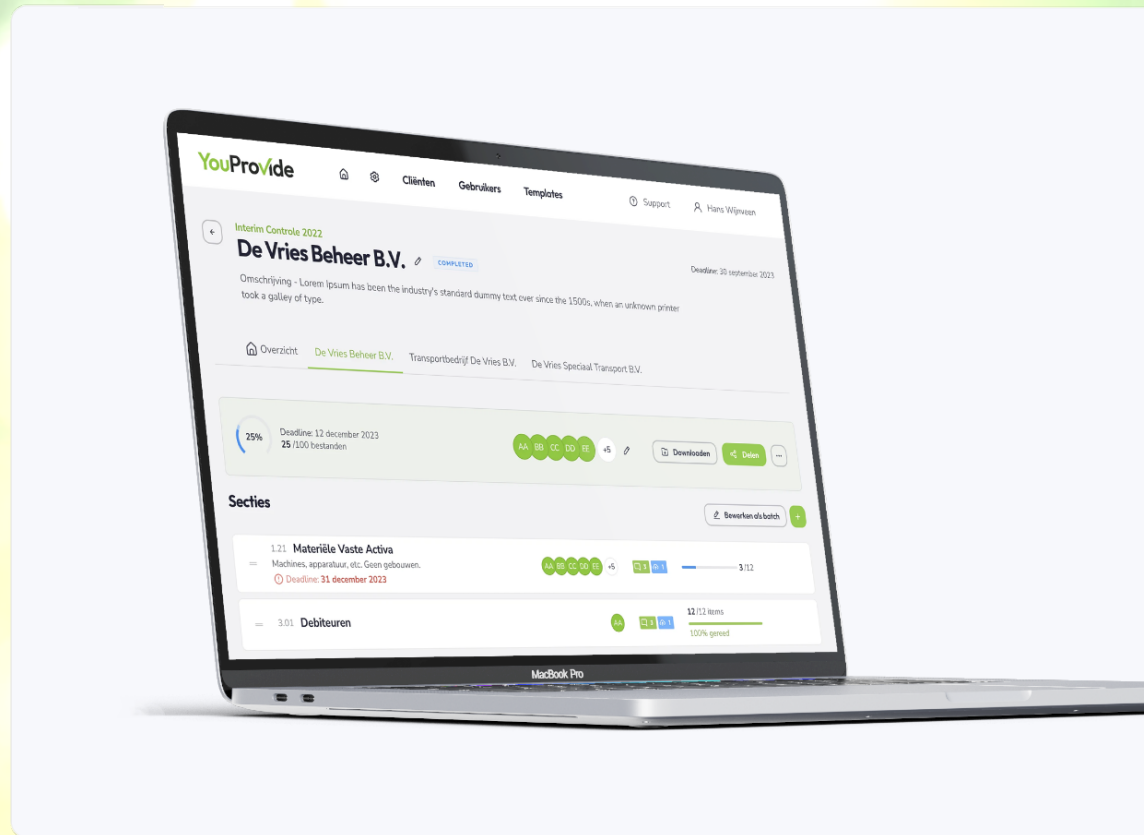 YouProvide
Cliënten Gebruikers Templates Support Hans Wijnveen
Interim Controle 2022
De Vries Beheer B.V. COMPLETED
Deadline: 30 september 2023
Omschrijving - Lorem Ipsum has been the industry's standard dummy text ever since the 1500s, when an unknown printer
took a galley of type.
Overzicht De Vries Beheer B.V. Transportbedrijf De Vries B.V. De Vries Speciaal Transport B.V.
25% Deadline: 12 december 2023
25 /100 bestanden
AA BB CC DD EE +5 Downloaden Delen
Secties
Bewerken als batch +
1.21 Materiële Vaste Activa
Machines, apparatuur, etc. Geen gebouwen.
Deadline: 31 december 2023
AA BB CC DD EE +5 3 1 3 /12
3.01 Debiteuren AA 3 1
12 /12 items
100% gereed
MacBook Pro